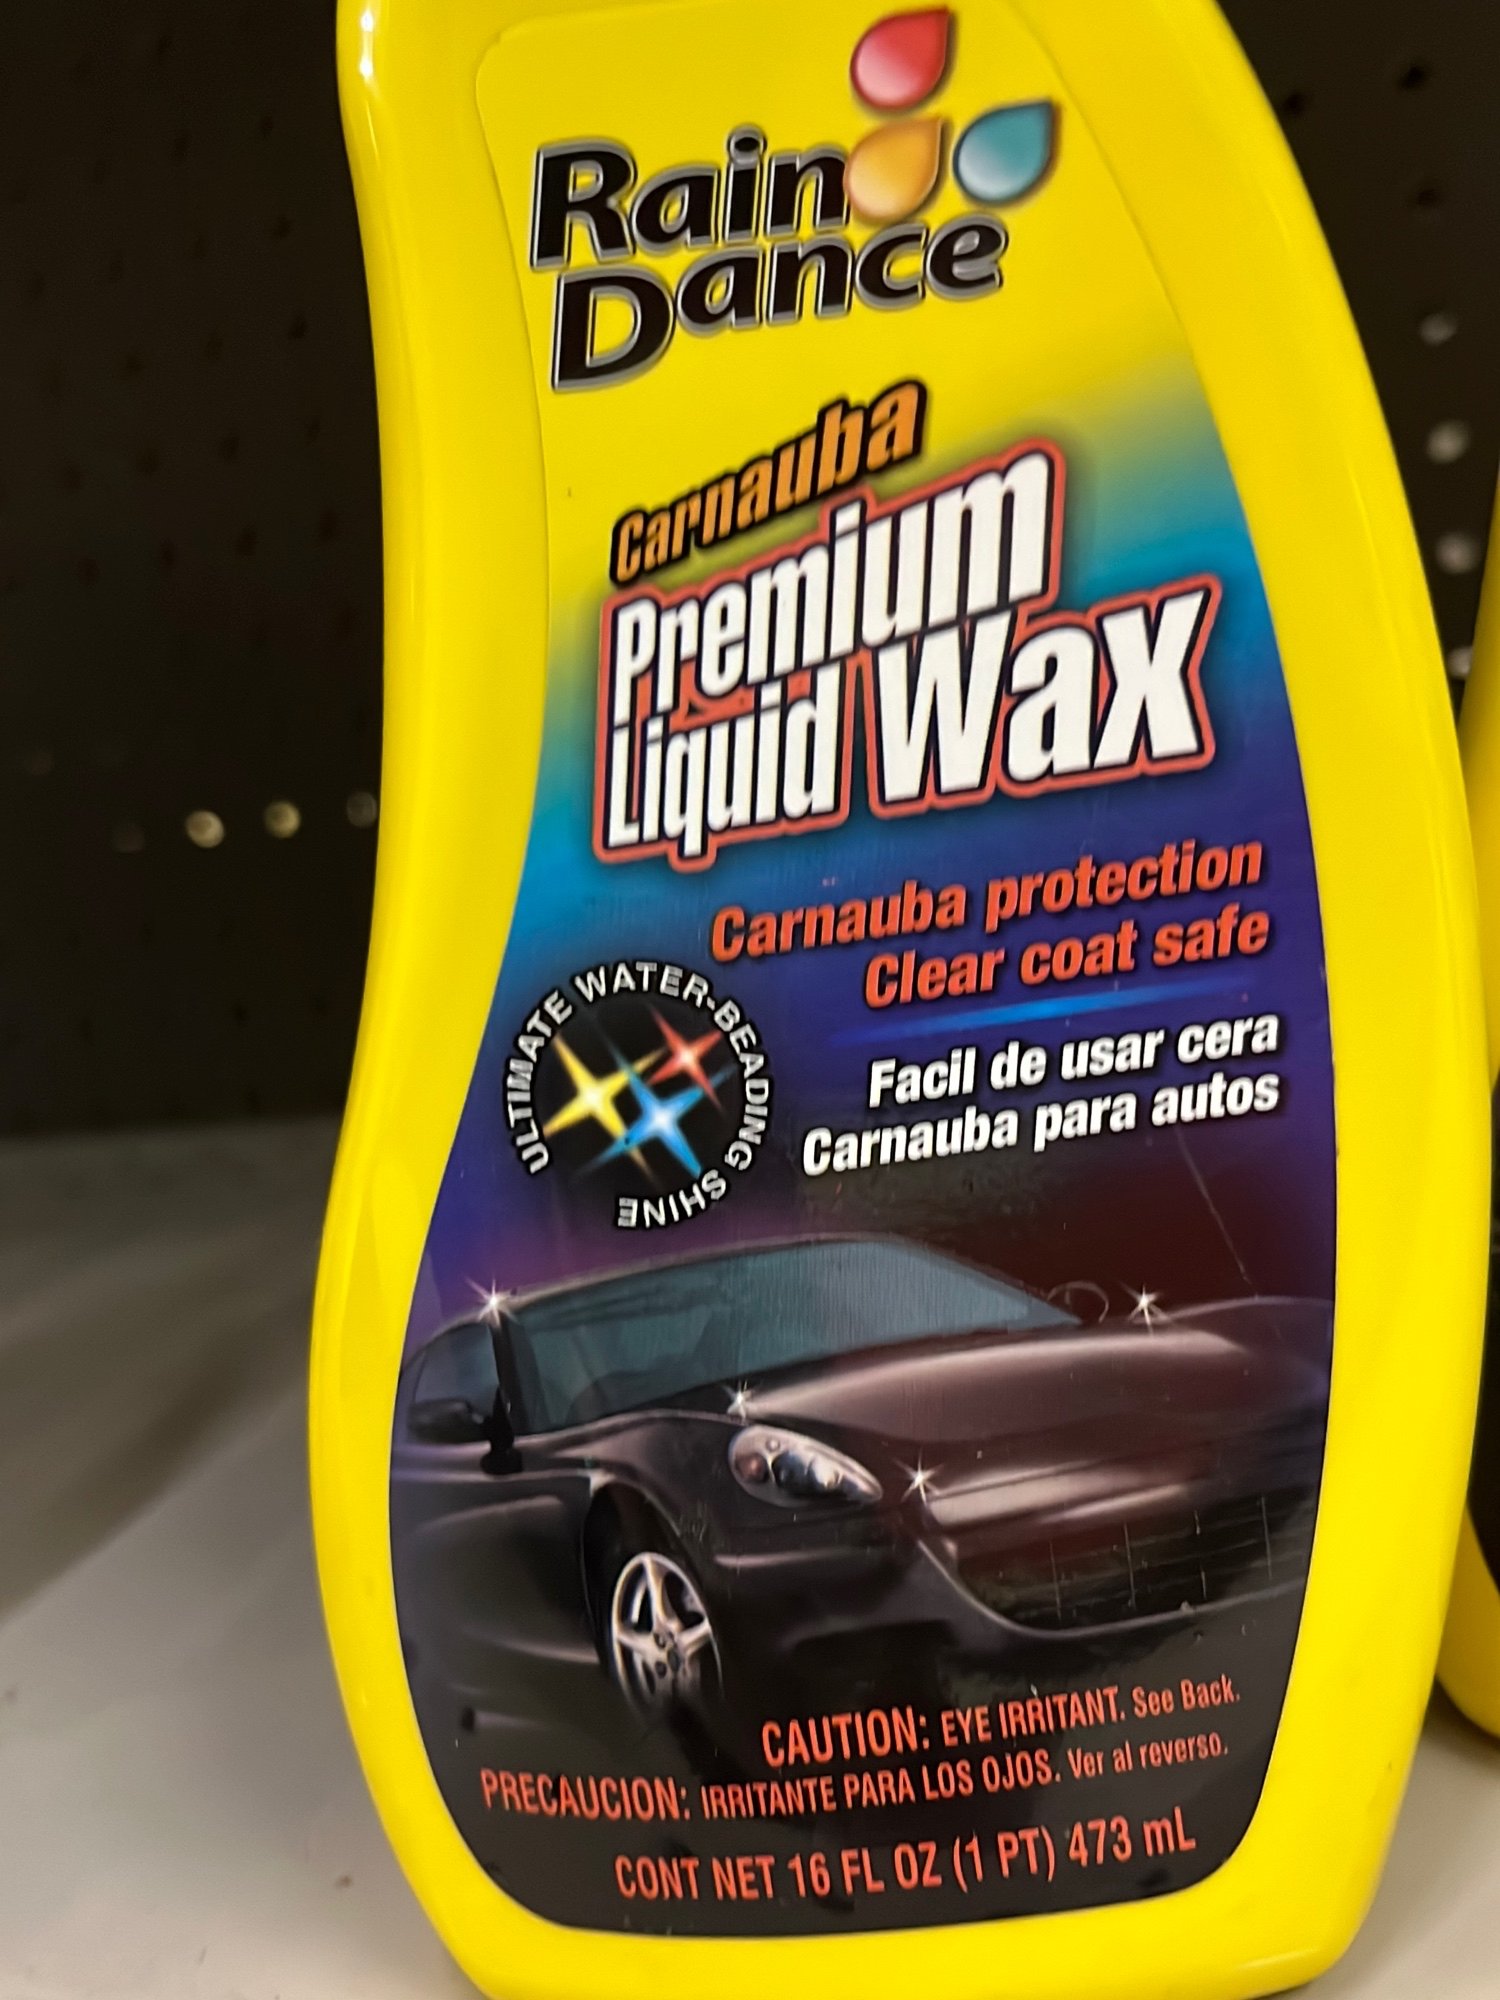 Rain
Dance
Carnauba
Premium
Liquid Wax
Carnauba protection
Clear coat safe
ULTIMATE WATER-BEADING SHINE
Facil de usar cera
Carnauba para autos
CAUTION: EYE IRRITANT. See Back.
PRECAUCION: IRRITANTE PARA LOS OJOS. Ver al reverso.
CONT NET 16 FL OZ (1 PT) 473 mL